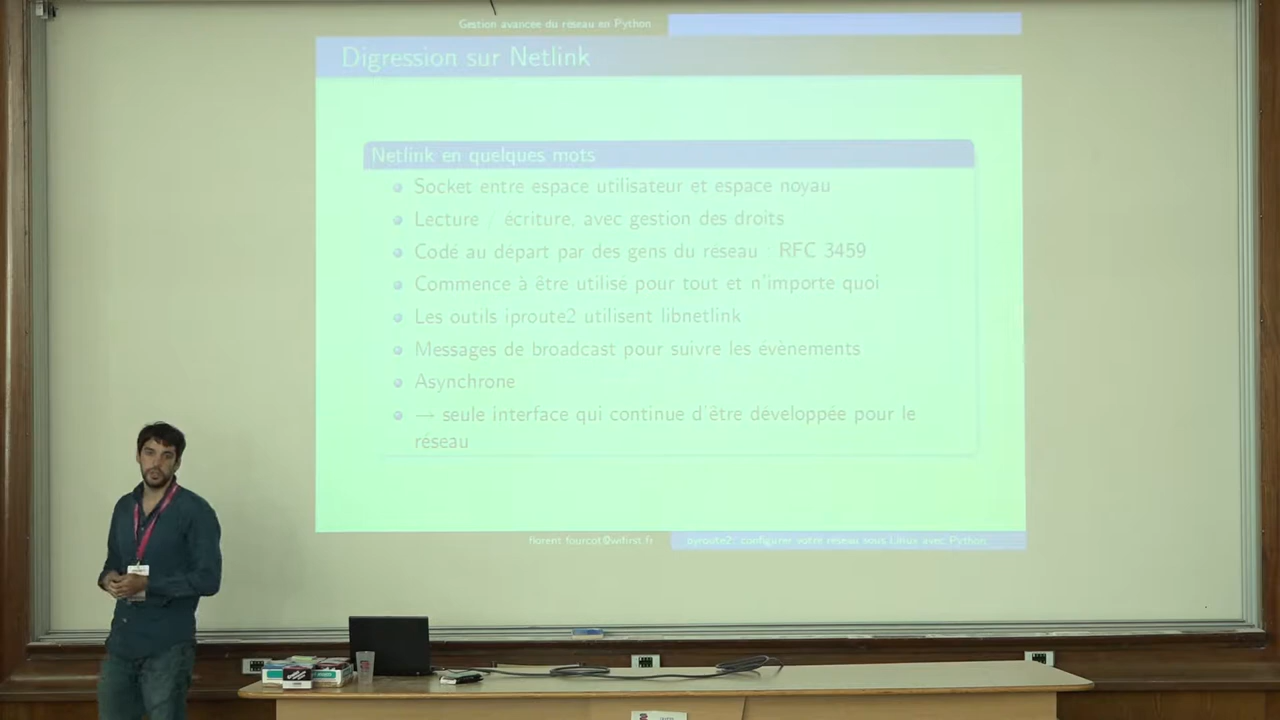 Gestion avancée du réseau en Python
Digression sur Netlink
Netlink en quelques mots
Socket entre espace utilisateur et espace noyau
Lecture / écriture, avec gestion des droits
Codé au départ par des gens du réseau : RFC 3459
Commence à être utilisé pour tout et n'importe quoi
Les outils iproute2 utilisent libnetlink
Messages de broadcast pour suivre les évènements
Asynchrone
→ seule interface qui continue d'être développée pour le
réseau
florent.fourcot@wifirst.fr
pyroute2: configurer votre réseau sous Linux avec Python